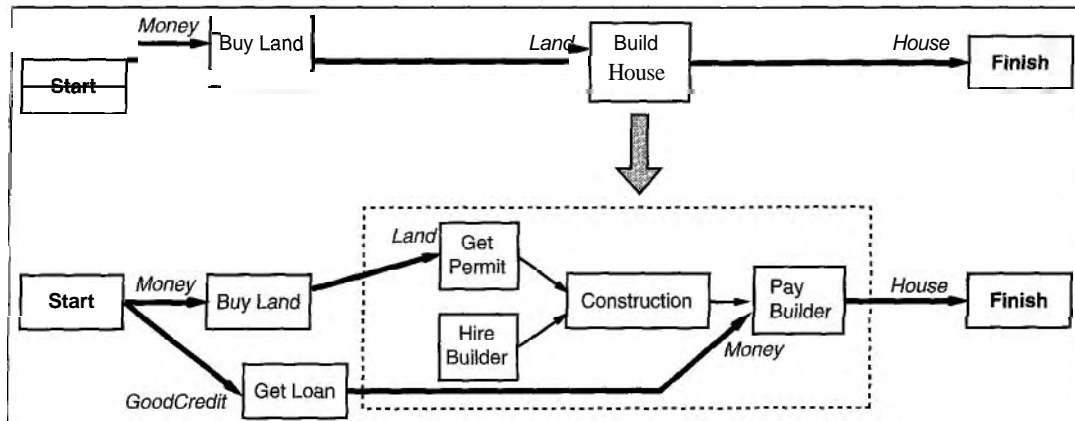 Money
Buy Land
Land
Build
House
House
Finish
Start
Land
Get
Permit
Start
Money
Buy Land
Construction
Pay
Builder
House
Finish
Hire
Builder
Money
GoodCredit
Get Loan